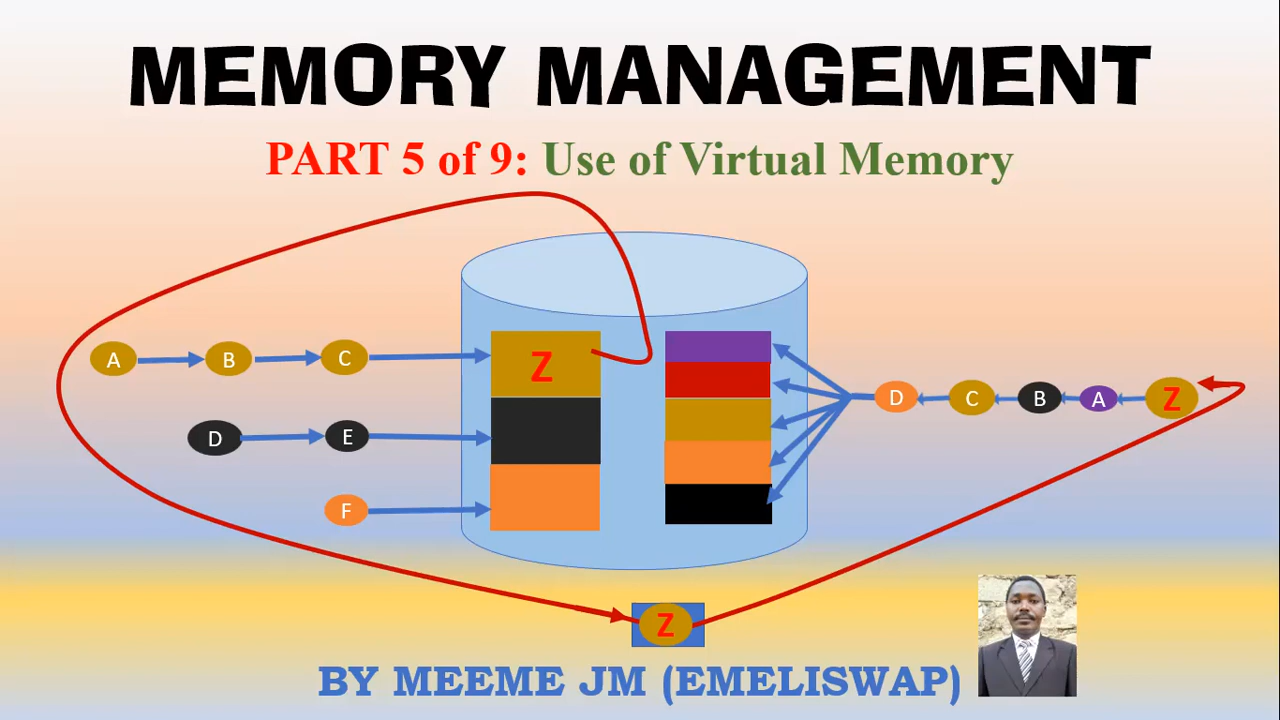 MEMORY MANAGEMENT
PART 5 of 9: Use of Virtual Memory
A B C Z
D E
F
D C B A Z
Z
BY MEEME JM (EMELISWAP)